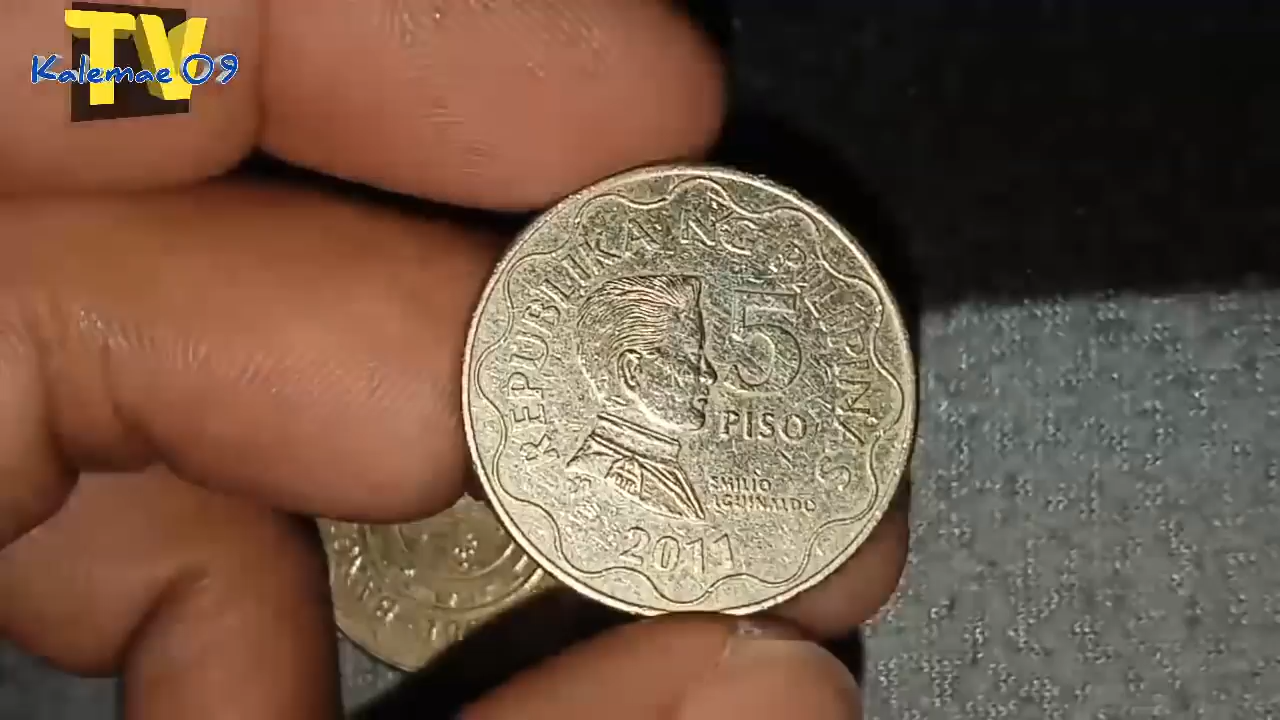 TV
Kalemae 09
REPUBLIKA NG PILIPINAS
5
PISO
EMILIO
AGUINALDO
2011